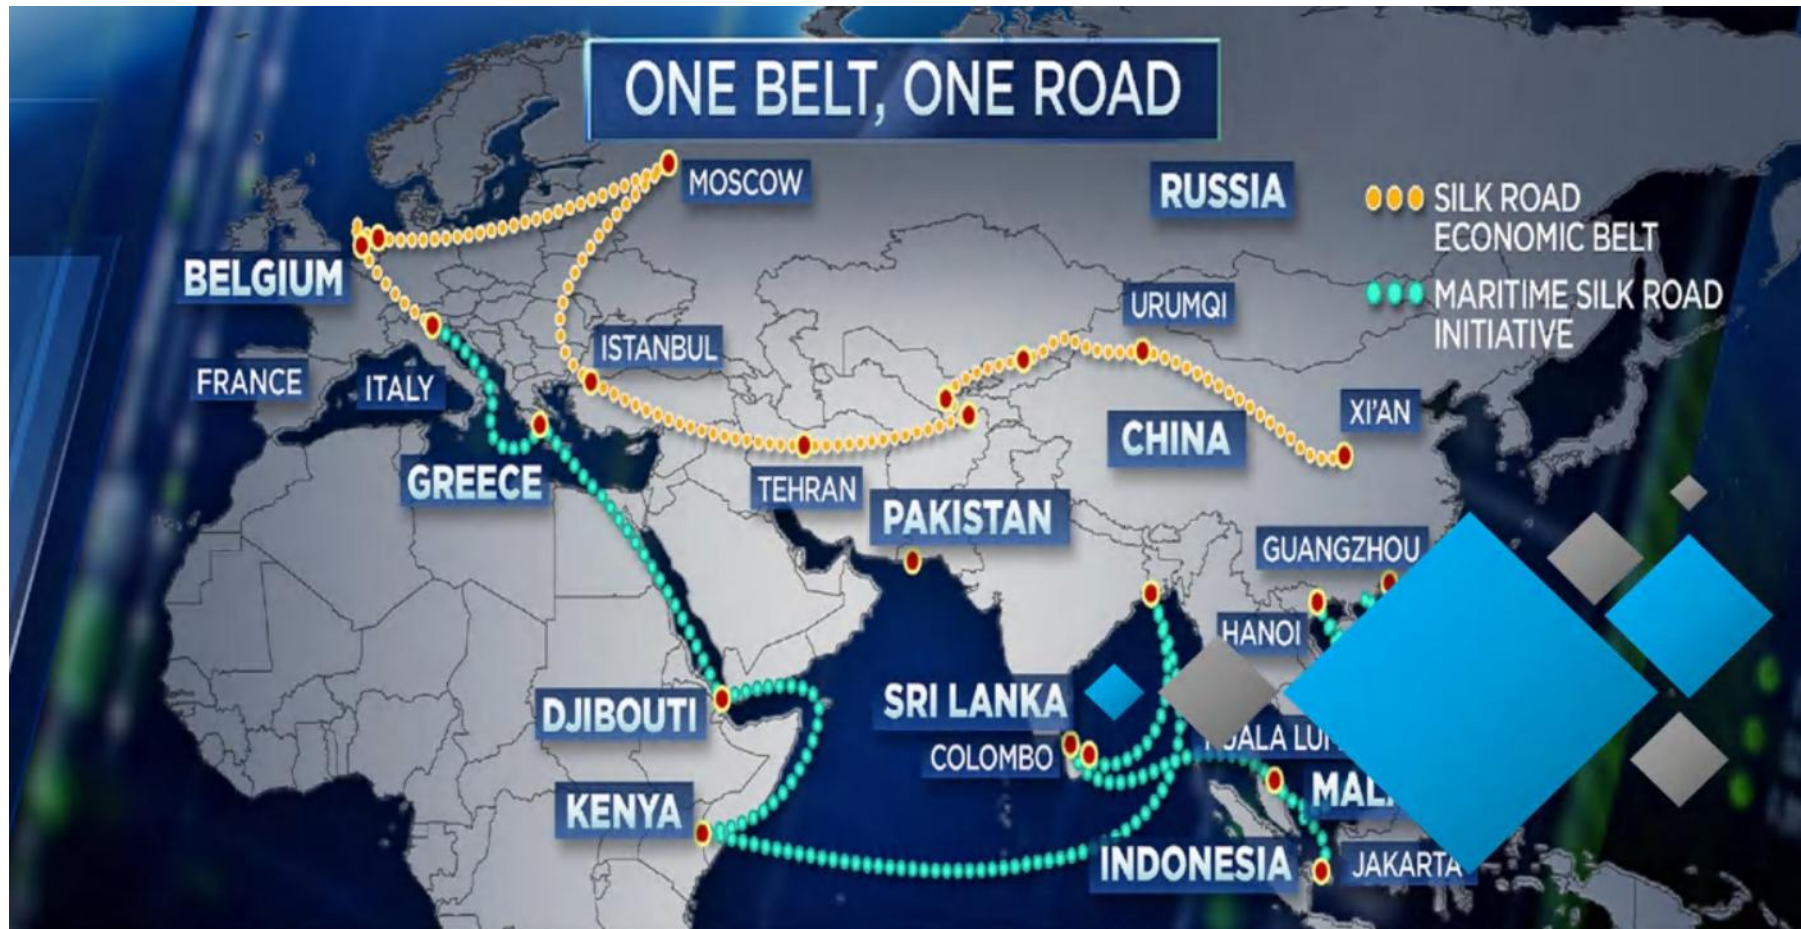 ONE BELT, ONE ROAD
MOSCOW
RUSSIA
SILK ROAD
ECONOMIC BELT
BELGIUM
MARITIME SILK ROAD
INITIATIVE
URUMQI
ISTANBUL
FRANCE
ITALY
XI'AN
CHINA
GREECE
TEHRAN
PAKISTAN
GUANGZHOU
HANOI
SRI LANKA
DJIBOUTI
COLOMBO
KENYA
INDONESIA
JAKARTA